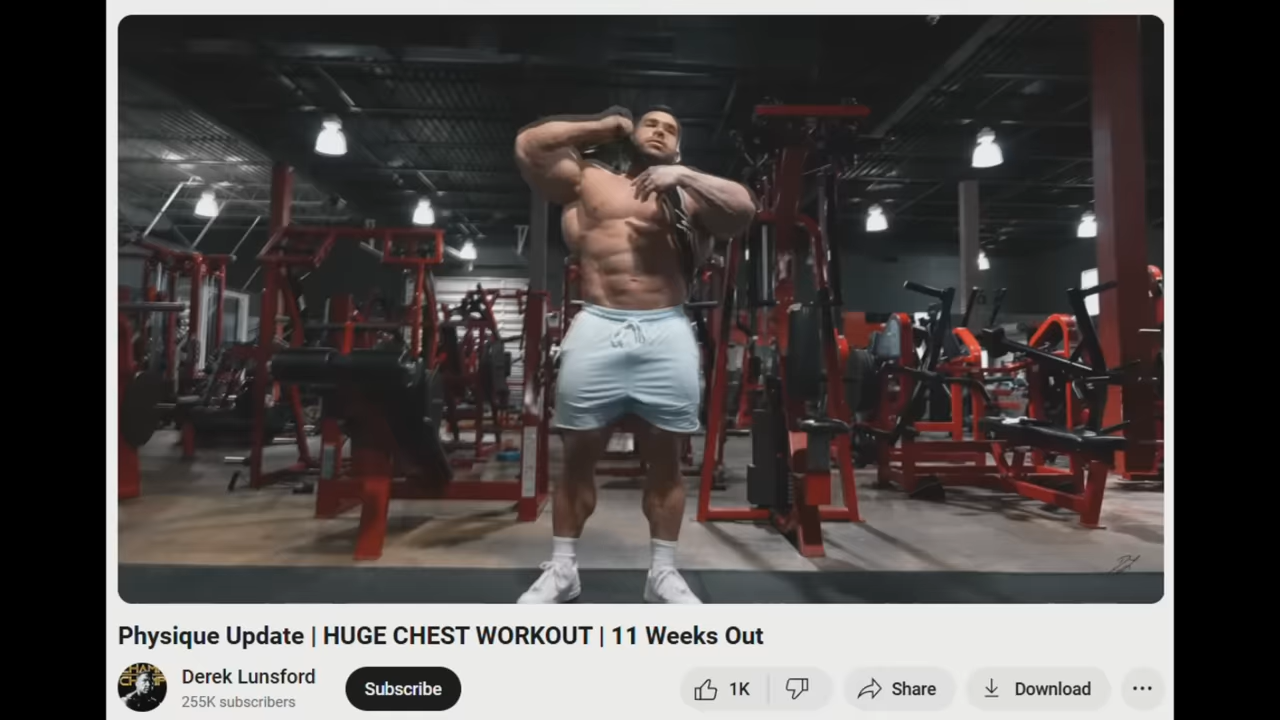 Physique Update | HUGE CHEST WORKOUT | 11 Weeks Out
Derek Lunsford
255K subscribers
Subscribe
1K
Share
Download